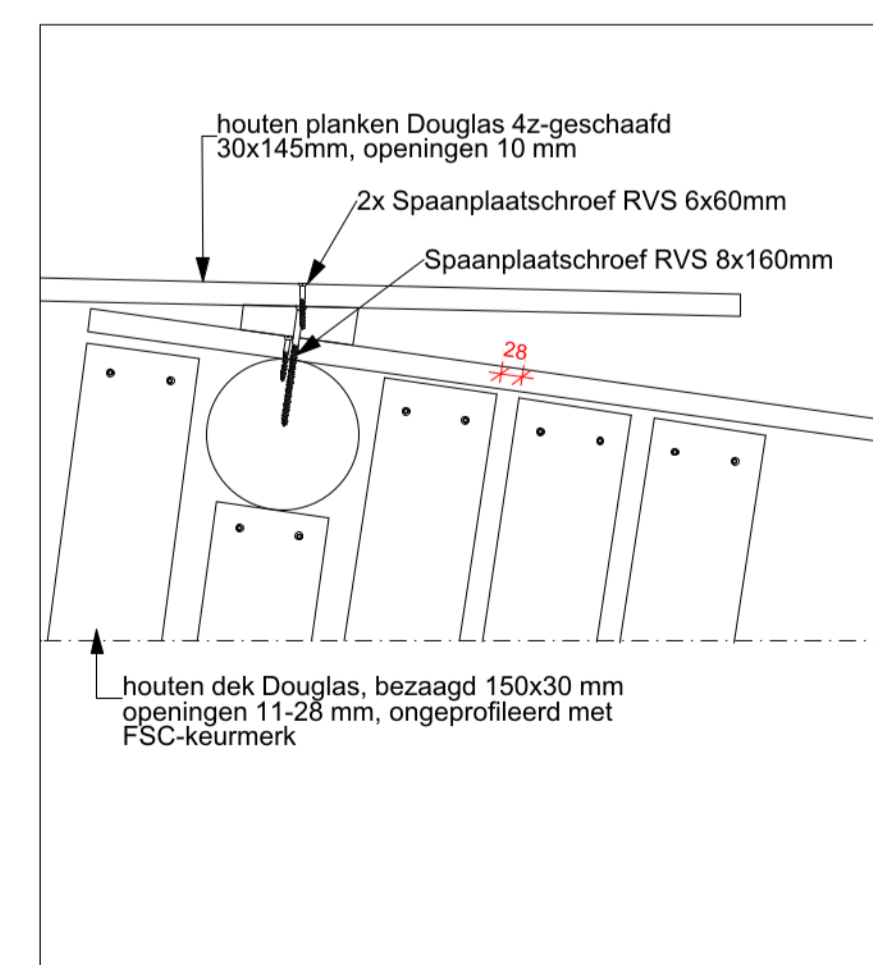 houten planken Douglas 4z-geschaafd
30x145mm, openingen 10 mm
2x Spaanplaatschroef RVS 6x60mm
Spaanplaatschroef RVS 8x160mm
28
houten dek Douglas, bezaagd 150x30 mm
openingen 11-28 mm, ongeprofileerd met
FSC-keurmerk